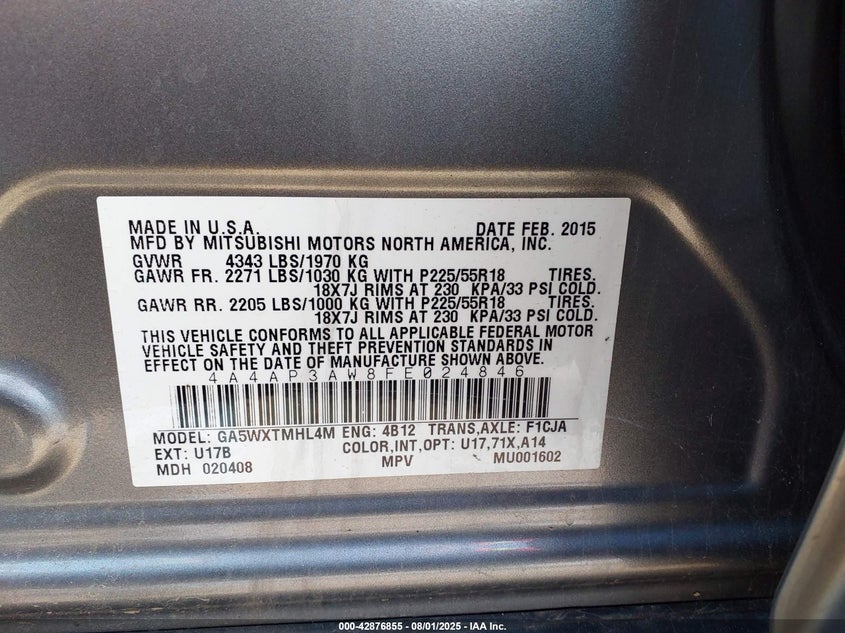 MADE IN U.S.A. DATE FEB. 2015
MFD BY MITSUBISHI MOTORS NORTH AMERICA, INC.
GVWR 4343 LBS/1970 KG
GAWR FR. 2271 LBS/1030 KG WITH P225/55R18 TIRES.
18X7J RIMS AT 230 KPA/33 PSI COLD.
GAWR RR. 2205 LBS/1000 KG WITH P225/55R18 TIRES.
18X7J RIMS AT 230 KPA/33 PSI COLD.
THIS VEHICLE CONFORMS TO ALL APPLICABLE FEDERAL MOTOR
VEHICLE SAFETY AND THEFT PREVENTION STANDARDS IN
EFFECT ON THE DATE OF MANUFACTURE SHOWN ABOVE.
4A4AP3AW8FE024846
MODEL: GA5WXTMHL4M ENG: 4B12 TRANS,AXLE: F1CJA
EXT: U17B COLOR,INT,OPT: U17,71X,A14
MDH 020408 MPV MU001602
000-42876855 - 08/01/2025 - IAA Inc.